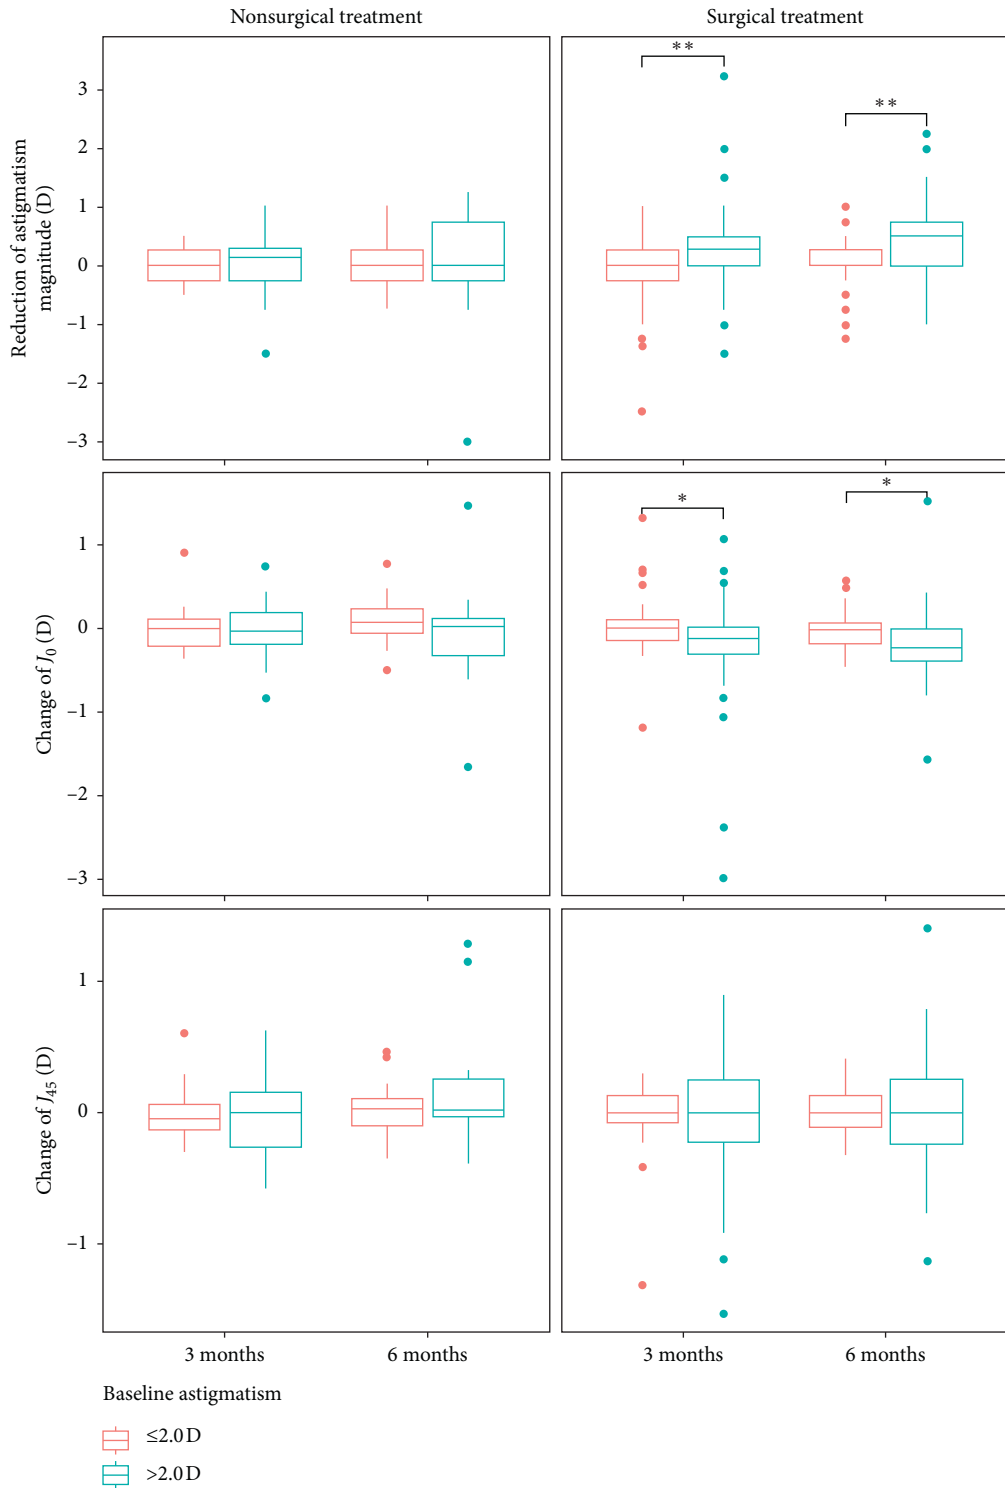 Nonsurgical treatment
Surgical treatment
Reduction of astigmatism
magnitude (D)
3
2
1
0
−1
−2
−3
**
**
Change of J0 (D)
1
0
−1
−2
−3
*
*
Change of J45 (D)
1
0
−1
3 months
6 months
3 months
6 months
Baseline astigmatism
≤2.0 D
>2.0 D